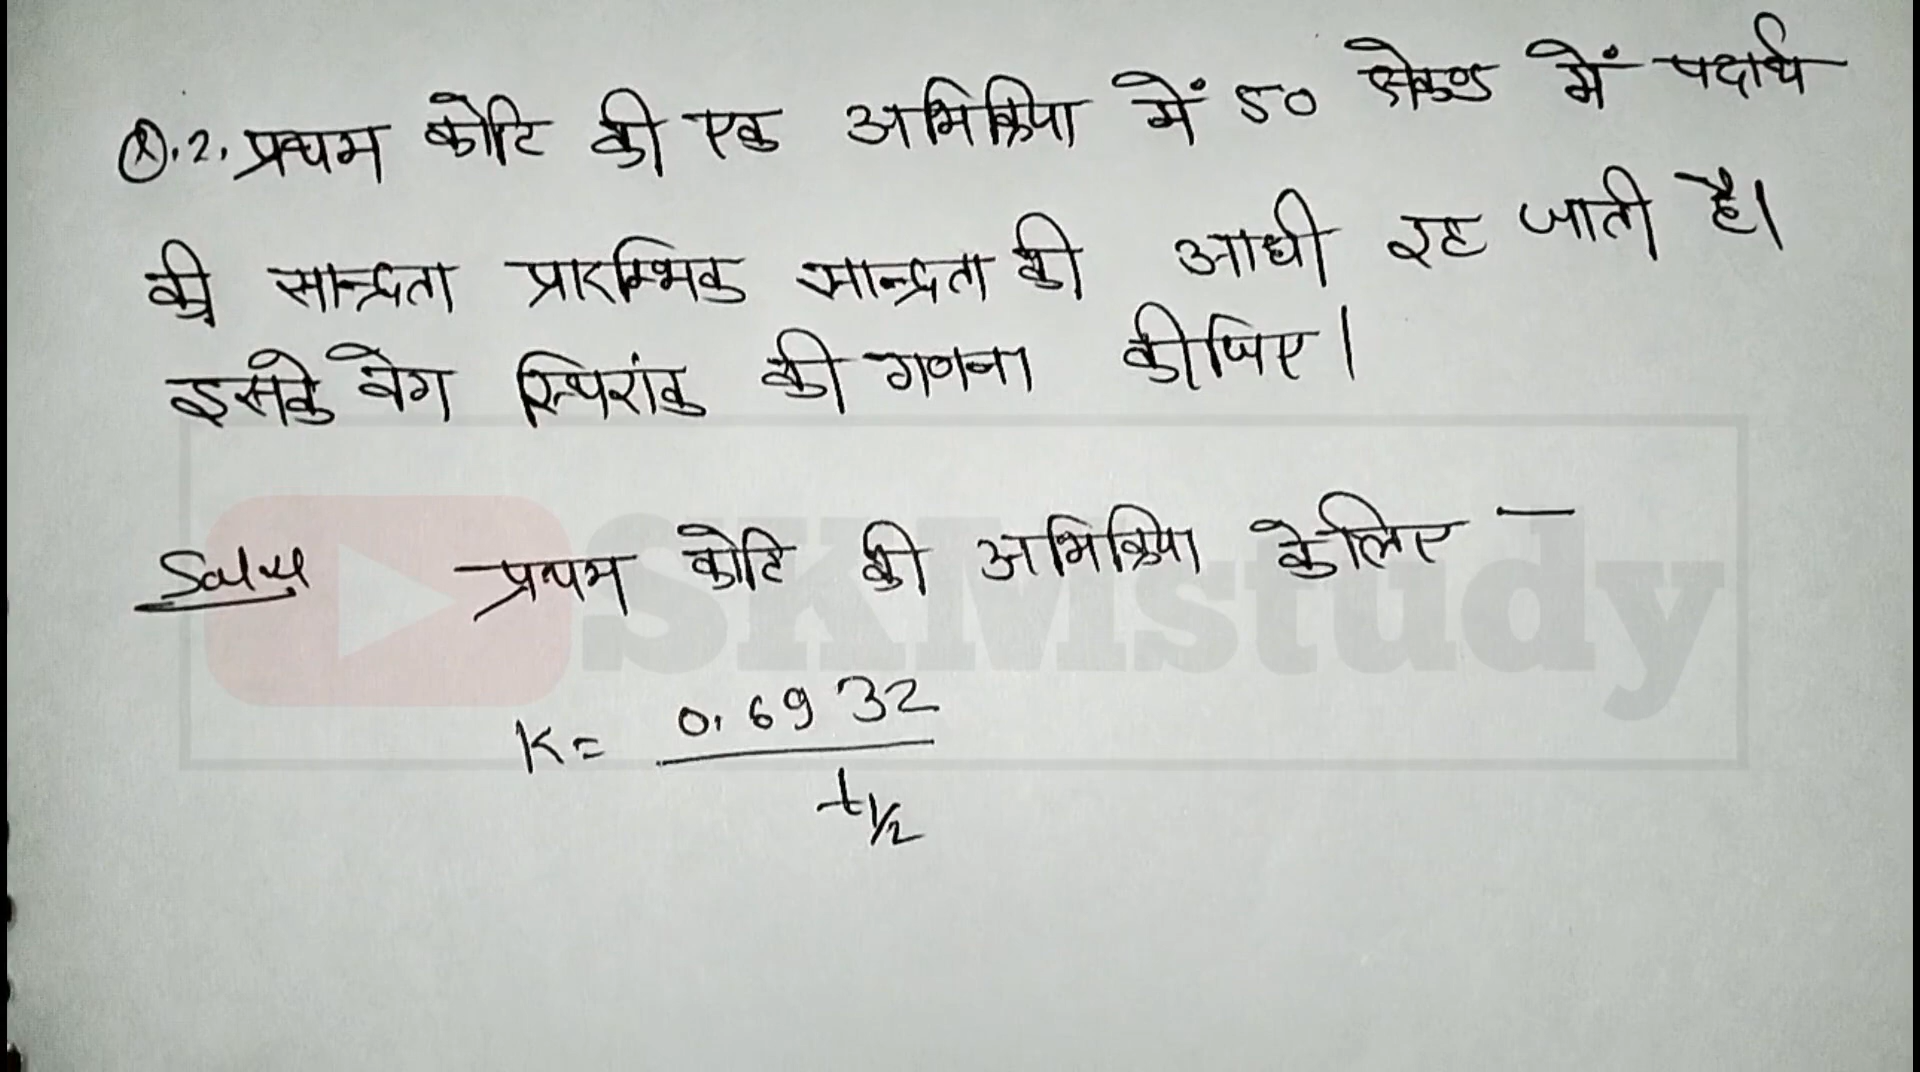 Q.2. प्रथम कोटि की एक अभिक्रिया में 50 सेकण्ड में पदार्थ
की सान्द्रता प्रारम्भिक सान्द्रता की आधी रह जाती है।
इसके वेग स्थिरांक की गणना कीजिए।
प्रथम कोटि की अभिक्रिया के लिए —
SKMstudy
K = 0.6932
t1/2